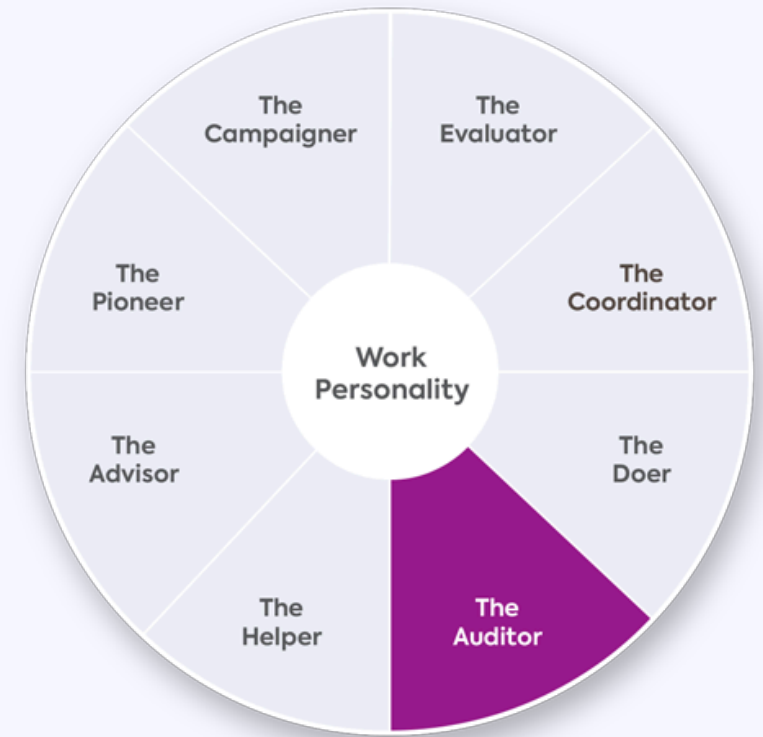 The
Campaigner
The
Evaluator
The
Pioneer
The
Coordinator
Work
Personality
The
Advisor
The
Doer
The
Helper
The
Auditor